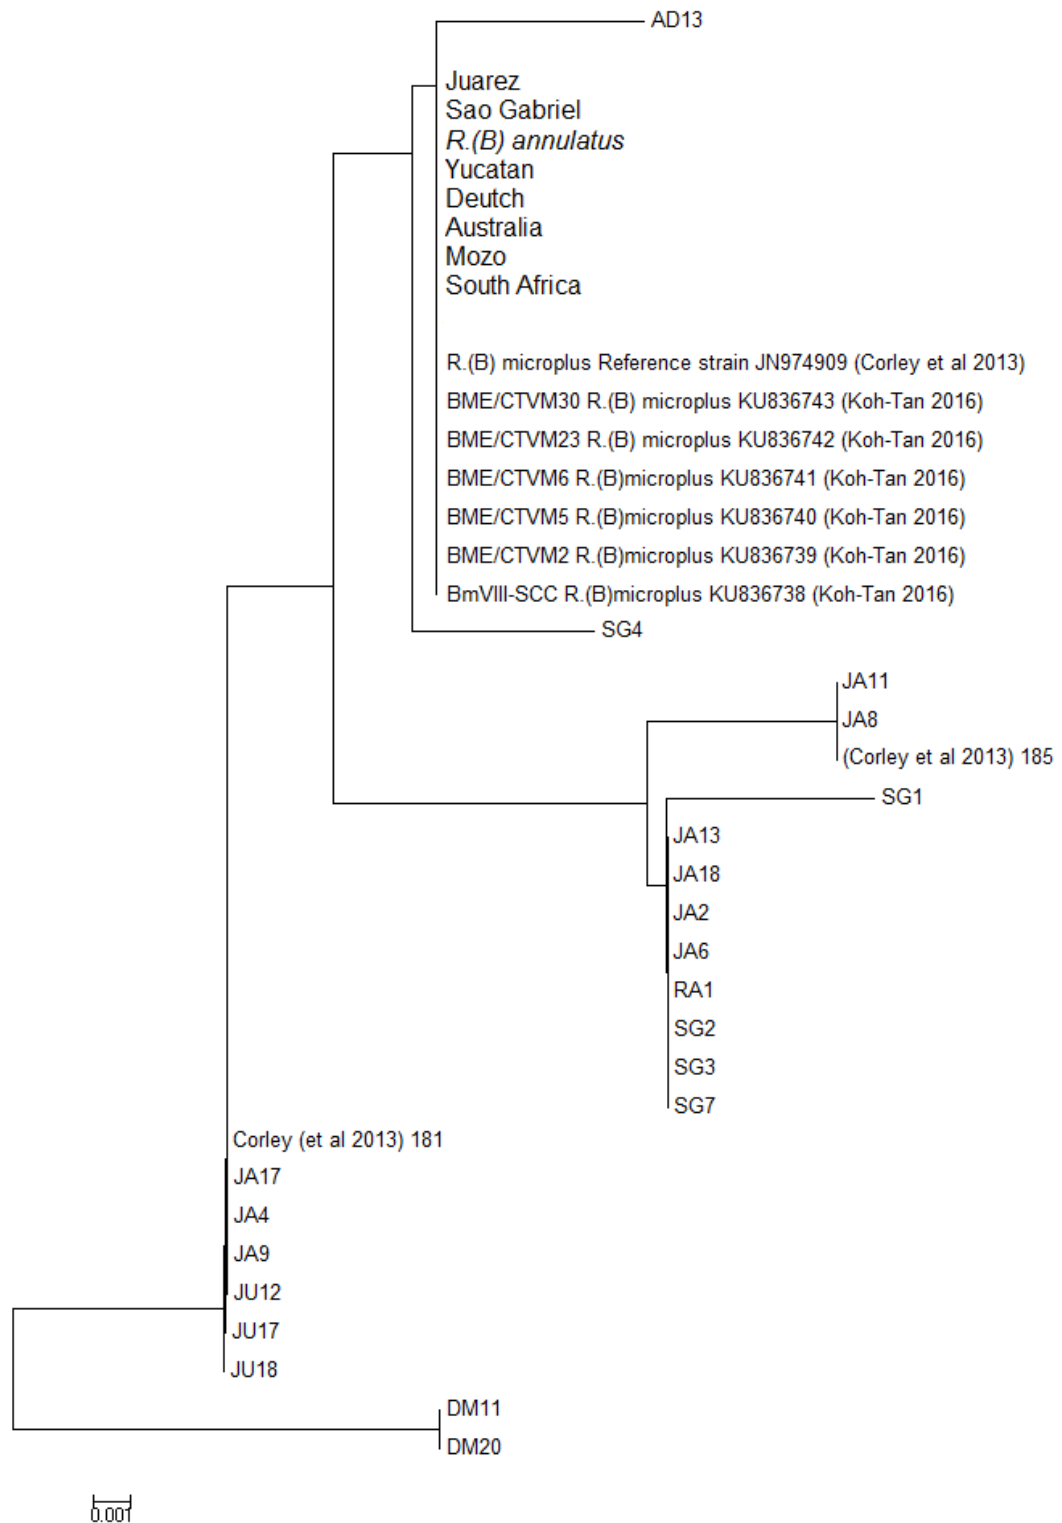 AD13
Juarez
Sao Gabriel
R.(B) annulatus
Yucatan
Deutch
Australia
Mozo
South Africa
R.(B) microplus Reference strain JN974909 (Corley et al 2013)
BME/CTVM30 R.(B) microplus KU836743 (Koh-Tan 2016)
BME/CTVM23 R.(B) microplus KU836742 (Koh-Tan 2016)
BME/CTVM6 R.(B)microplus KU836741 (Koh-Tan 2016)
BME/CTVM5 R.(B)microplus KU836740 (Koh-Tan 2016)
BME/CTVM2 R.(B)microplus KU836739 (Koh-Tan 2016)
BmVIII-SCC R.(B)microplus KU836738 (Koh-Tan 2016)
SG4
JA11
JA8
(Corley et al 2013) 185
SG1
JA13
JA18
JA2
JA6
RA1
SG2
SG3
SG7
Corley (et al 2013) 181
JA17
JA4
JA9
JU12
JU17
JU18
DM11
DM20
0.001